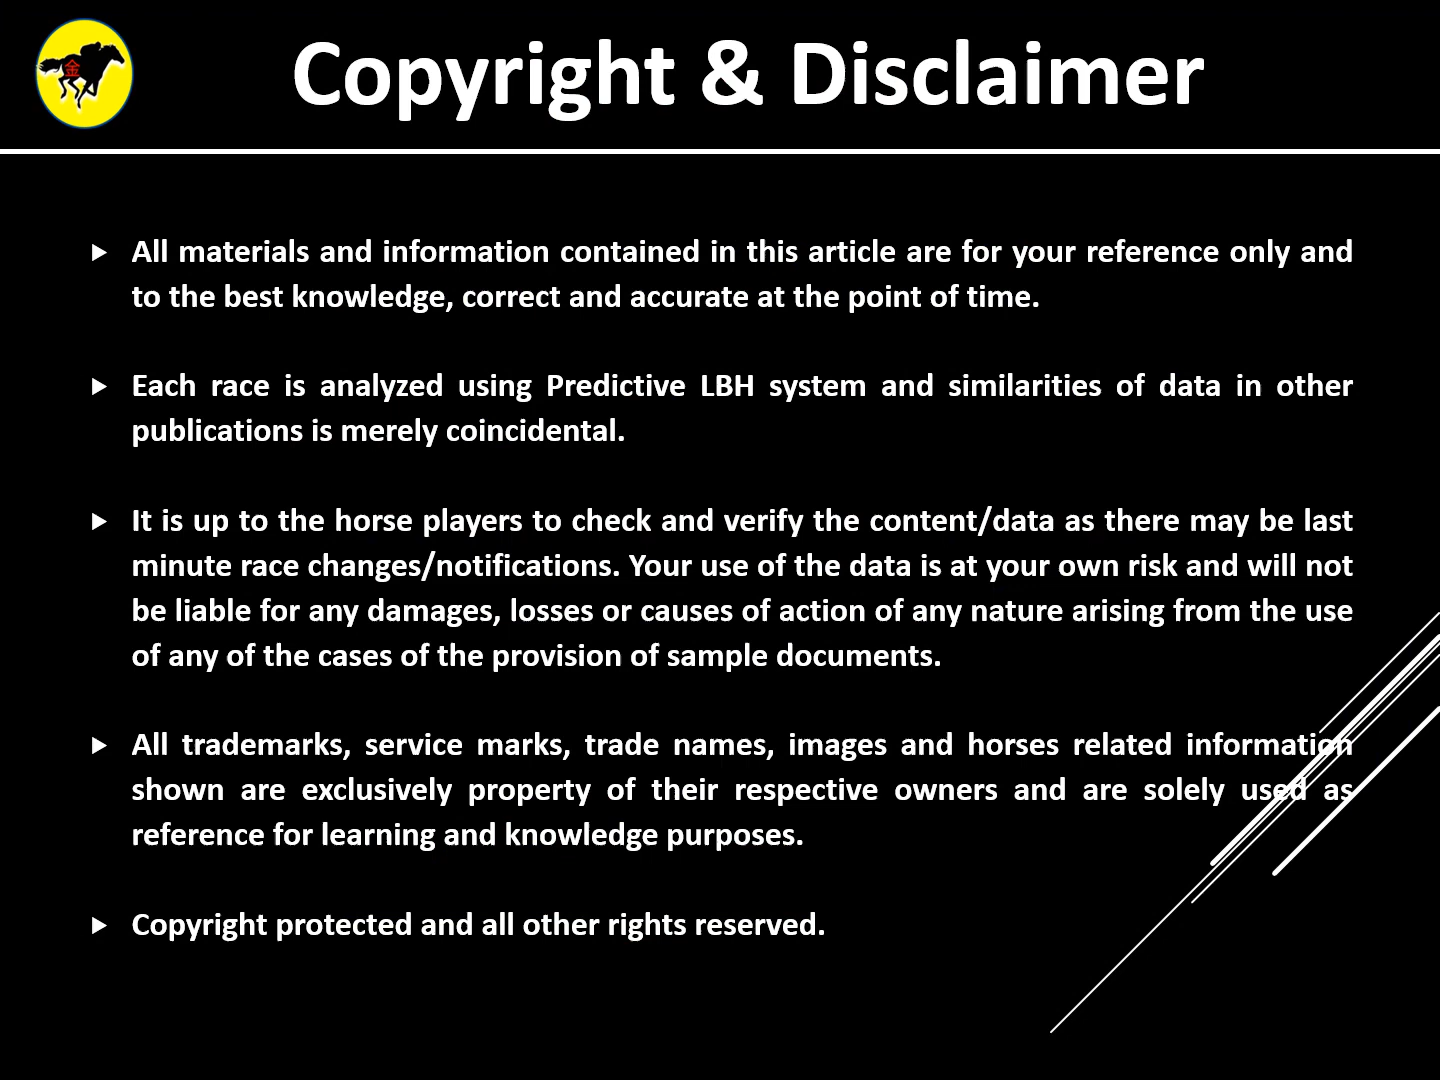 金
Copyright & Disclaimer
All materials and information contained in this article are for your reference only and
to the best knowledge, correct and accurate at the point of time.
Each race is analyzed using Predictive LBH system and similarities of data in other
publications is merely coincidental.
It is up to the horse players to check and verify the content/data as there may be last
minute race changes/notifications. Your use of the data is at your own risk and will not
be liable for any damages, losses or causes of action of any nature arising from the use
of any of the cases of the provision of sample documents.
All trademarks, service marks, trade names, images and horses related information
shown are exclusively property of their respective owners and are solely used as
reference for learning and knowledge purposes.
Copyright protected and all other rights reserved.